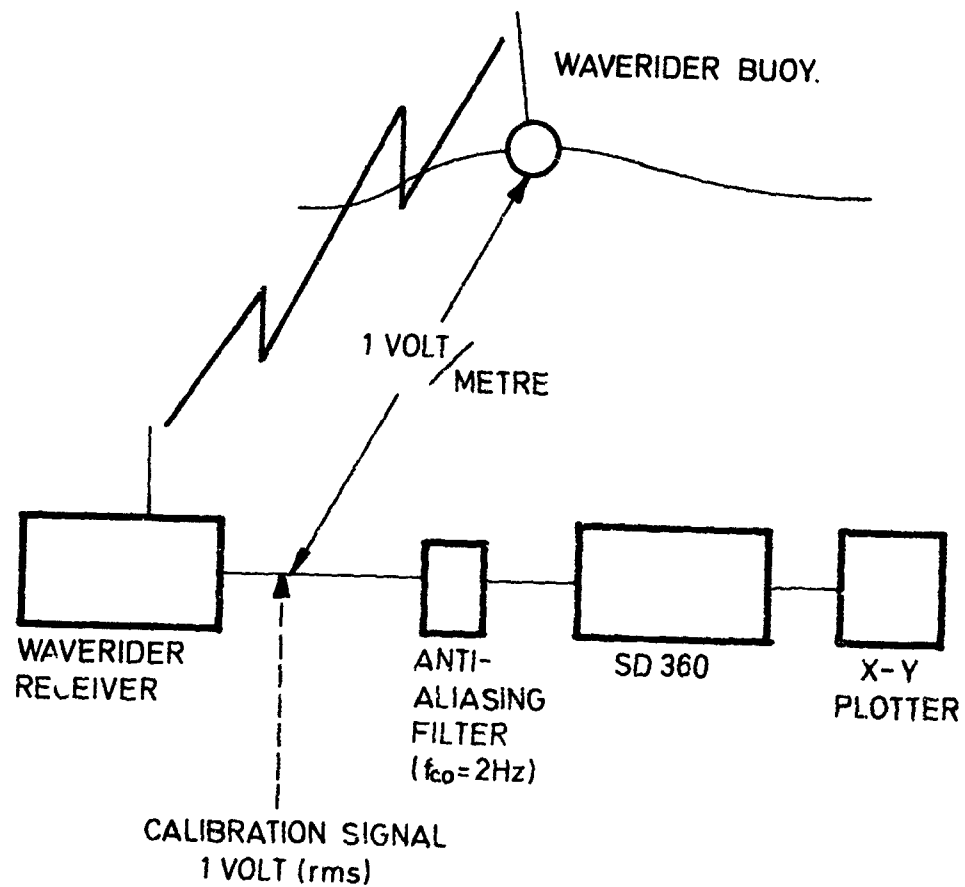 WAVERIDER BUOY.
1 VOLT/
METRE
WAVERIDER
RECEIVER
ANTI-
ALIASING
FILTER
(fco=2Hz)
SD 360
X-Y
PLOTTER
CALIBRATION SIGNAL
1 VOLT (rms)